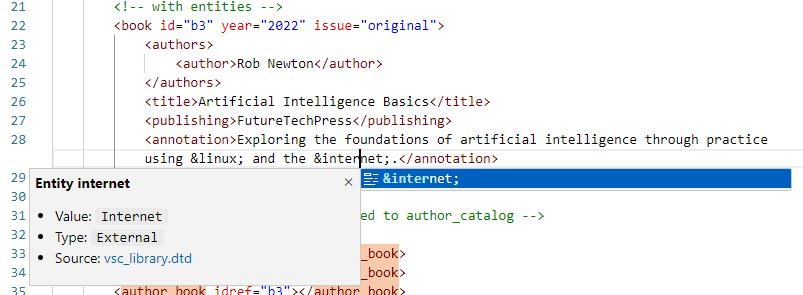 21 <!-- with entities -->
22 <book id="b3" year="2022" issue="original">
23 <authors>
24 <author>Rob Newton</author>
25 </authors>
26 <title>Artificial Intelligence Basics</title>
27 <publishing>FutureTechPress</publishing>
28 <annotation>Exploring the foundations of artificial intelligence through practice
using &linux; and the &internet;.</annotation>
29
Entity internet ×
&internet;
30
• Value: Internet
31 ed to author_catalog -->
• Type: External
32
• Source: vsc_library.dtd
33 _book>
34 _book>
35 <author_book idref="b3"></author_book>